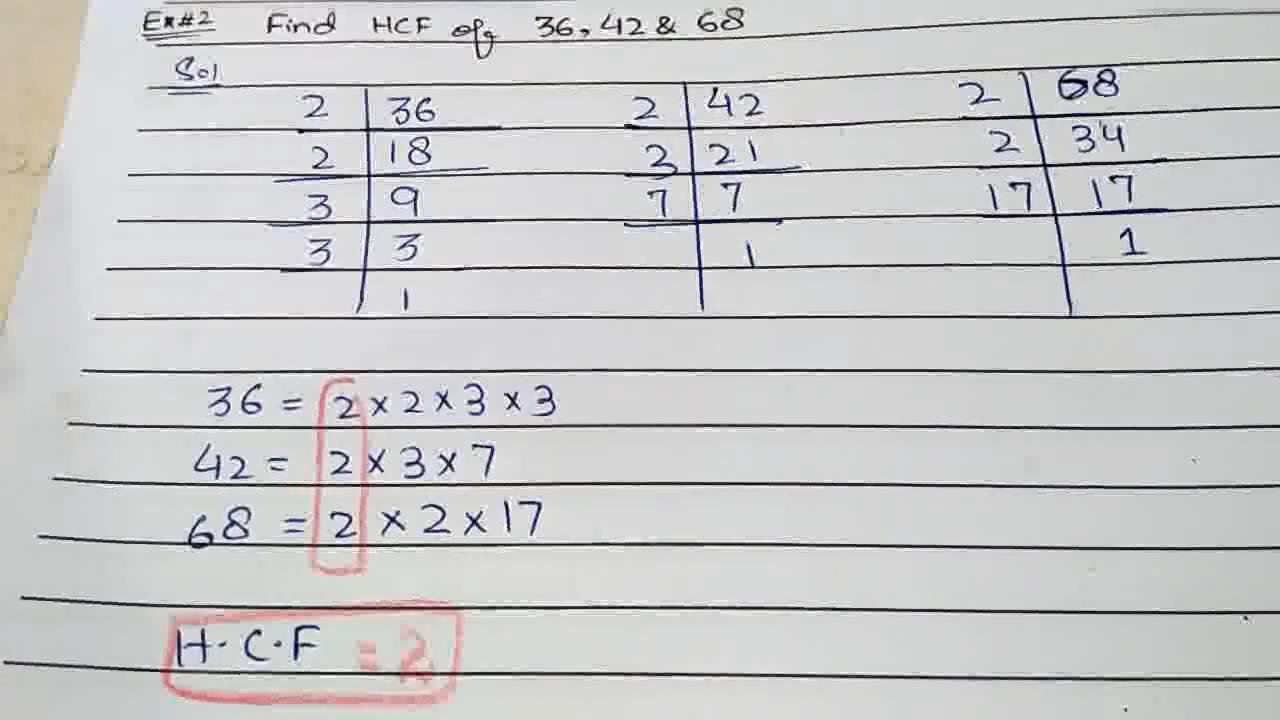 Ex#2 Find HCF of 36, 42 & 68
Sol
2 36 2 42 2 68
2 18 3 21 2 34
3 9 7 7 17 17
3 3 1 1
1
36 = 2 × 2 × 3 × 3
42 = 2 × 3 × 7
68 = 2 × 2 × 17
H.C.F = 2